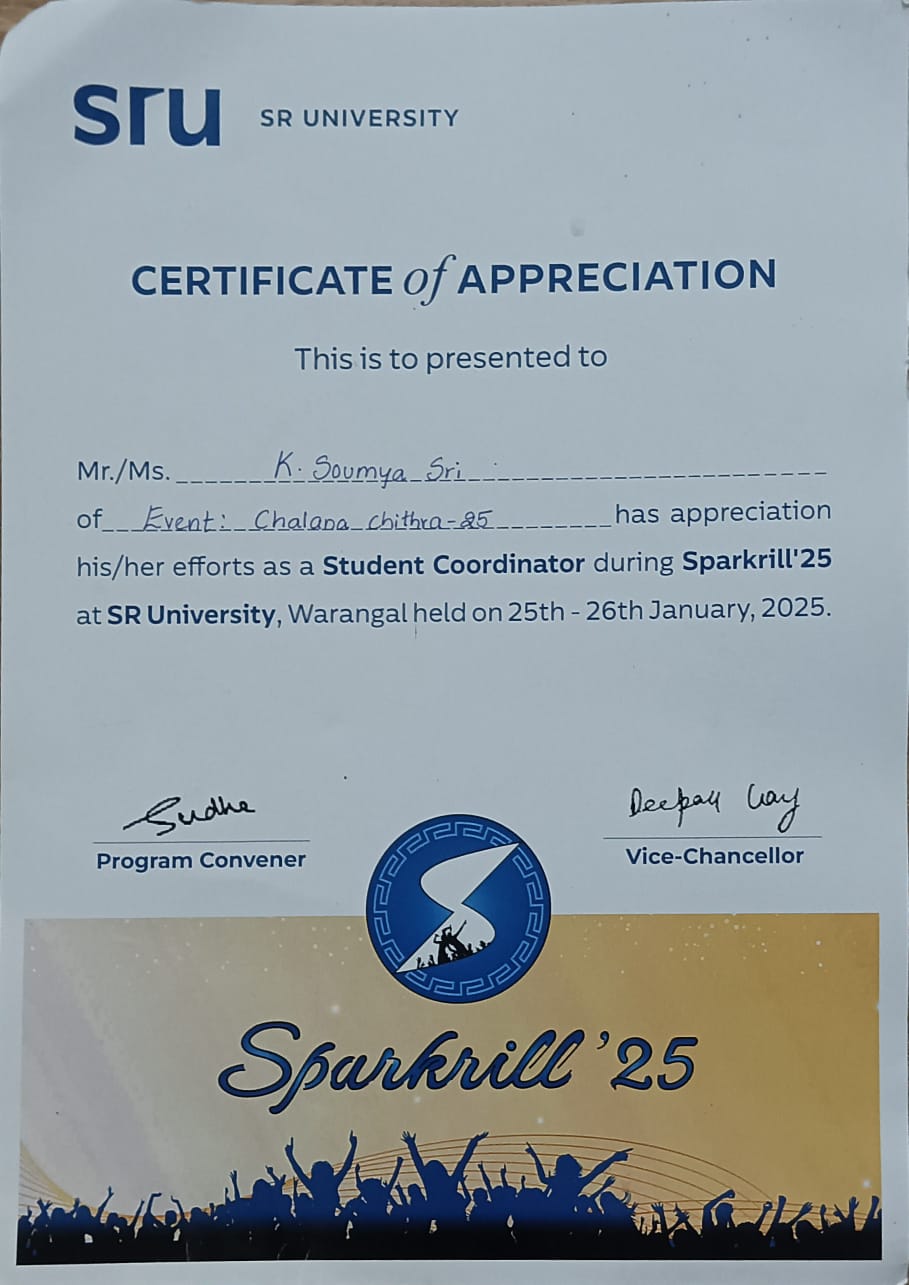 sru SR UNIVERSITY
CERTIFICATE of APPRECIATION
This is to presented to
Mr./Ms. K. Soumya Sri
of Event: Chalana chithra-25 has appreciation
his/her efforts as a Student Coordinator during Sparkrill'25
at SR University, Warangal held on 25th - 26th January, 2025.
Sudha
Deepak
Program Convener
Vice-Chancellor
S
Sparkrill '25